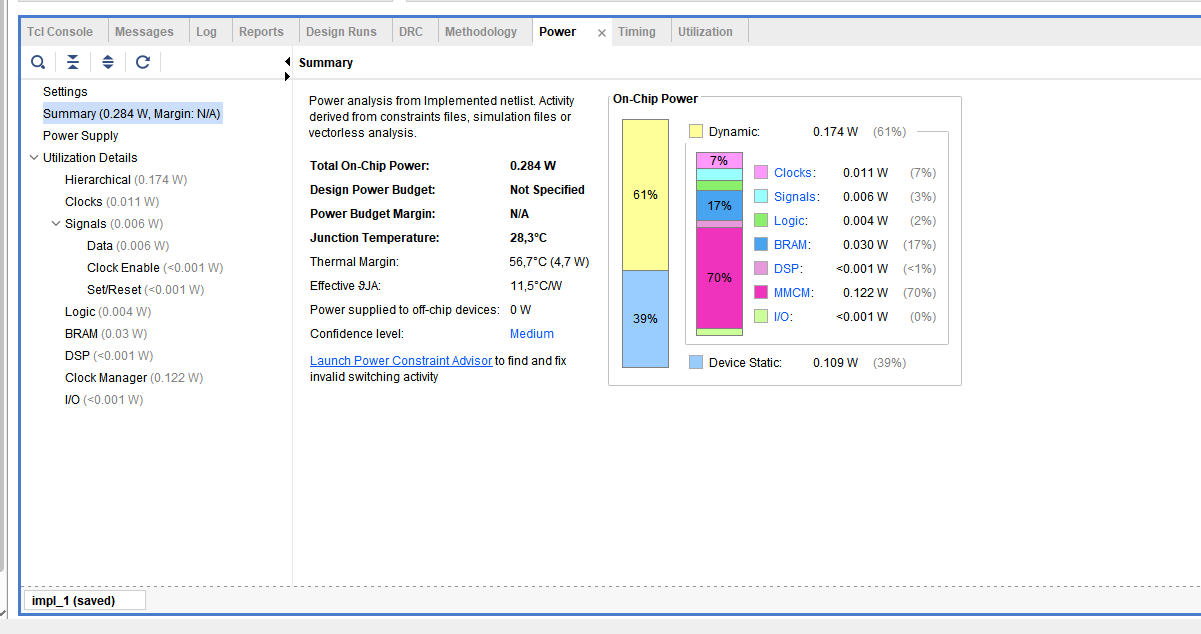 Tcl Console Messages Log Reports Design Runs DRC Methodology Power × Timing Utilization
Summary
Settings
Summary (0.284 W, Margin: N/A)
Power Supply
Utilization Details
Hierarchical (0.174 W)
Clocks (0.011 W)
Signals (0.006 W)
Data (0.006 W)
Clock Enable (<0.001 W)
Set/Reset (<0.001 W)
Logic (0.004 W)
BRAM (0.03 W)
DSP (<0.001 W)
Clock Manager (0.122 W)
I/O (<0.001 W)
Power analysis from Implemented netlist. Activity
derived from constraints files, simulation files or
vectorless analysis.
Total On-Chip Power: 0.284 W
Design Power Budget: Not Specified
Power Budget Margin: N/A
Junction Temperature: 28,3°C
Thermal Margin: 56,7°C (4,7 W)
Effective ϑJA: 11,5°C/W
Power supplied to off-chip devices: 0 W
Confidence level: Medium
Launch Power Constraint Advisor to find and fix
invalid switching activity
On-Chip Power
61%
39%
Dynamic: 0.174 W (61%)
7%
17%
70%
Clocks: 0.011 W (7%)
Signals: 0.006 W (3%)
Logic: 0.004 W (2%)
BRAM: 0.030 W (17%)
DSP: <0.001 W (<1%)
MMCM: 0.122 W (70%)
I/O: <0.001 W (0%)
Device Static: 0.109 W (39%)
impl_1 (saved)